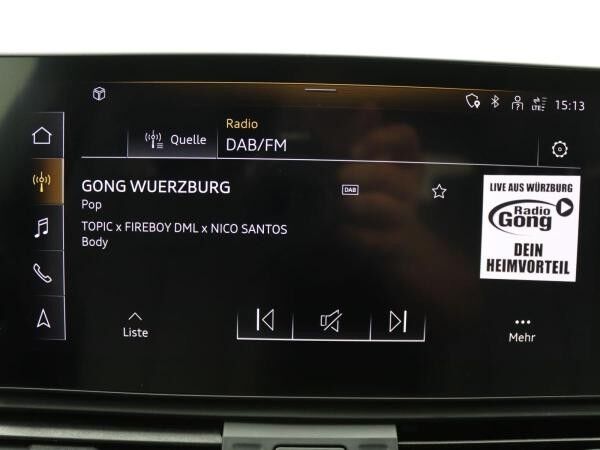 LTE
15:13
Quelle
Radio
DAB/FM
GONG WUERZBURG
DAB
Pop
TOPIC x FIREBOY DML x NICO SANTOS
Body
LIVE AUS WÜRZBURG
Radio
Gong
DEIN
HEIMVORTEIL
Liste
Mehr